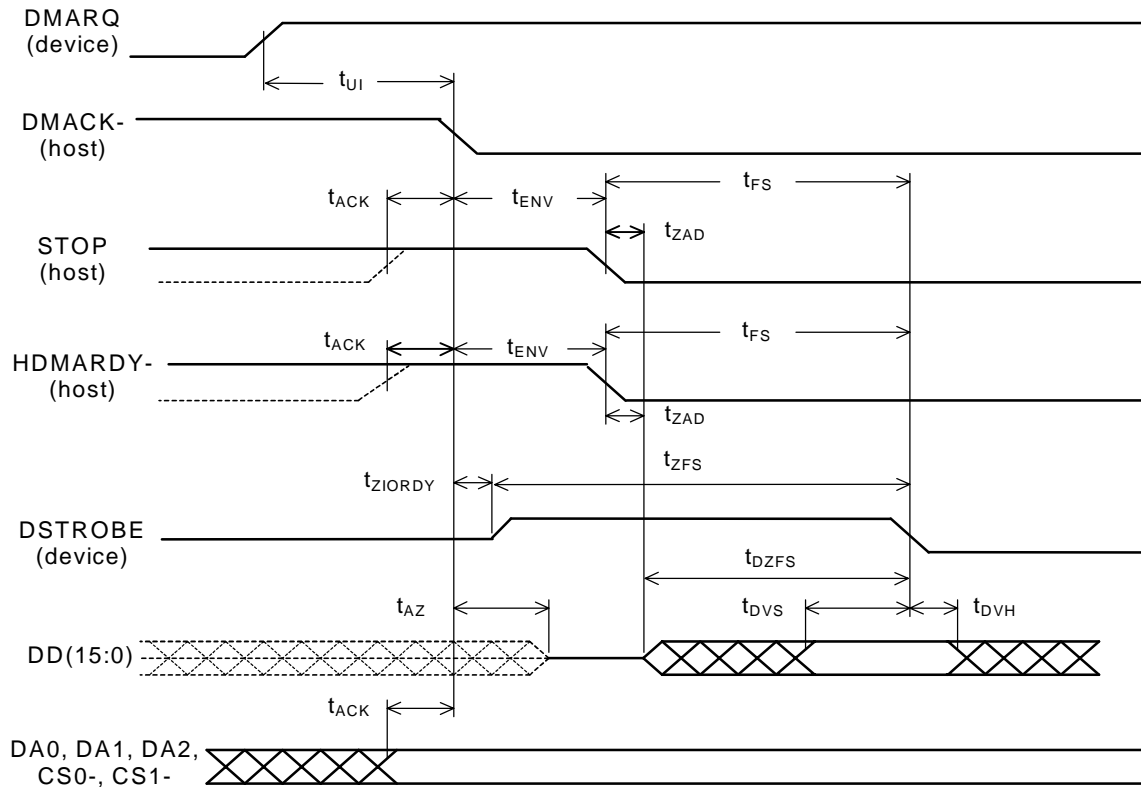 DMARQ
(device)
tUI
DMACK-
(host)
tACK tENV tFS
tZAD
STOP
(host)
tACK tENV tFS
HDMARDY-
(host)
tZAD
tZIORDY tZFS
DSTROBE
(device)
tDZFS
tAZ tDVS tDVH
DD(15:0)
tACK
DA0, DA1, DA2,
CS0-, CS1-